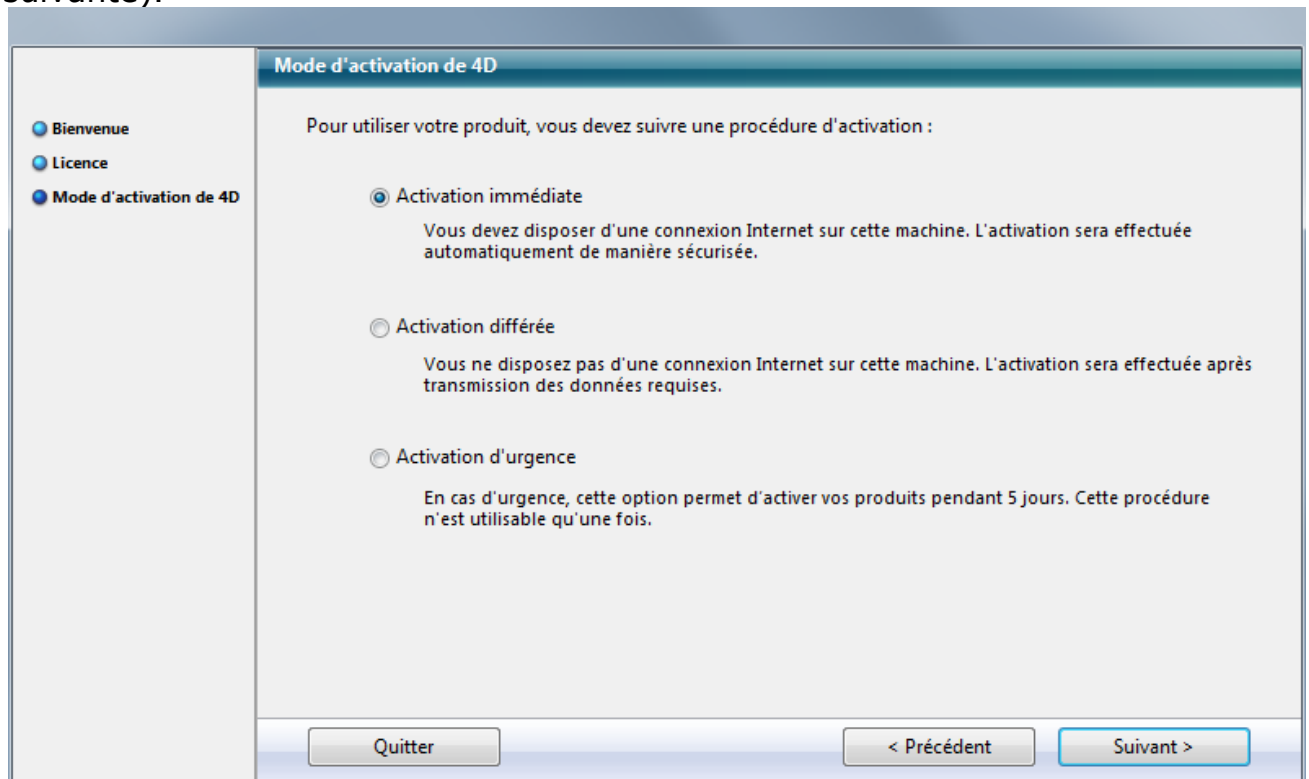 suivante).
Mode d'activation de 4D
Bienvenue
Licence
Mode d'activation de 4D
Pour utiliser votre produit, vous devez suivre une procédure d'activation :
Activation immédiate
Vous devez disposer d'une connexion Internet sur cette machine. L'activation sera effectuée
automatiquement de manière sécurisée.
Activation différée
Vous ne disposez pas d'une connexion Internet sur cette machine. L'activation sera effectuée après
transmission des données requises.
Activation d'urgence
En cas d'urgence, cette option permet d'activer vos produits pendant 5 jours. Cette procédure
n'est utilisable qu'une fois.
Quitter
< Précédent
Suivant >